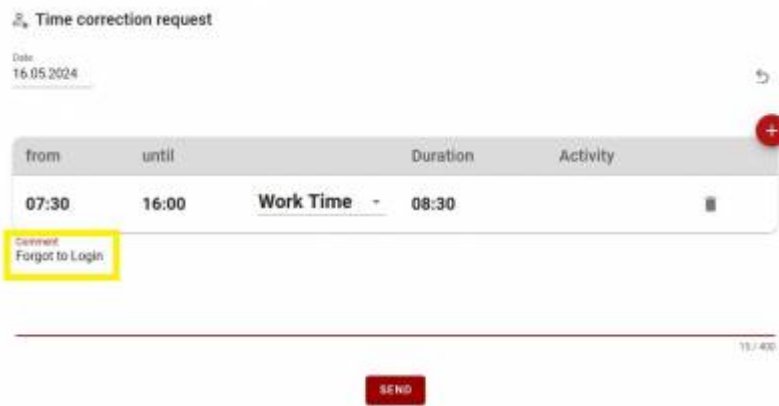 Time correction request
Date
16.05.2024
from until Duration Activity
07:30 16:00 Work Time 08:30
Comment
Forgot to Login
15 / 400
SEND